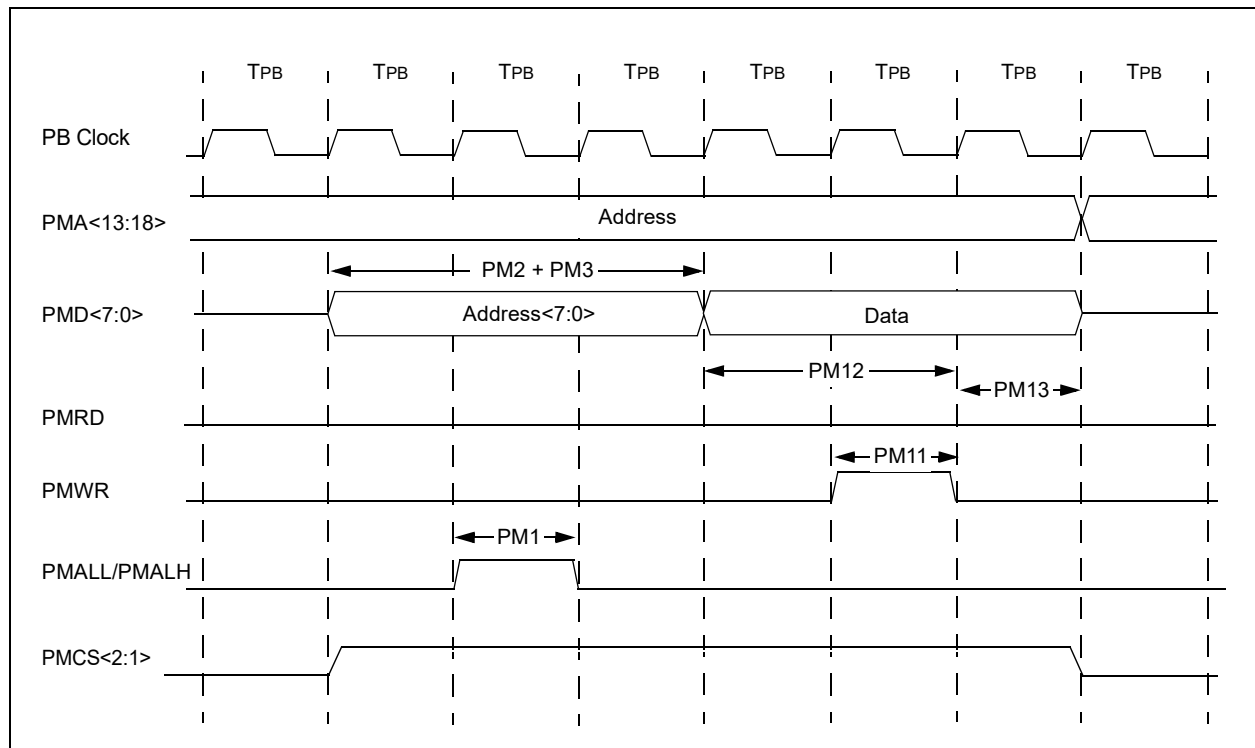 TPB TPB TPB TPB TPB TPB TPB TPB
PB Clock
PMA<13:18>
Address
PM2 + PM3
PMD<7:0>
Address<7:0>
Data
PM12
PM13
PMRD
PM11
PMWR
PM1
PMALL/PMALH
PMCS<2:1>